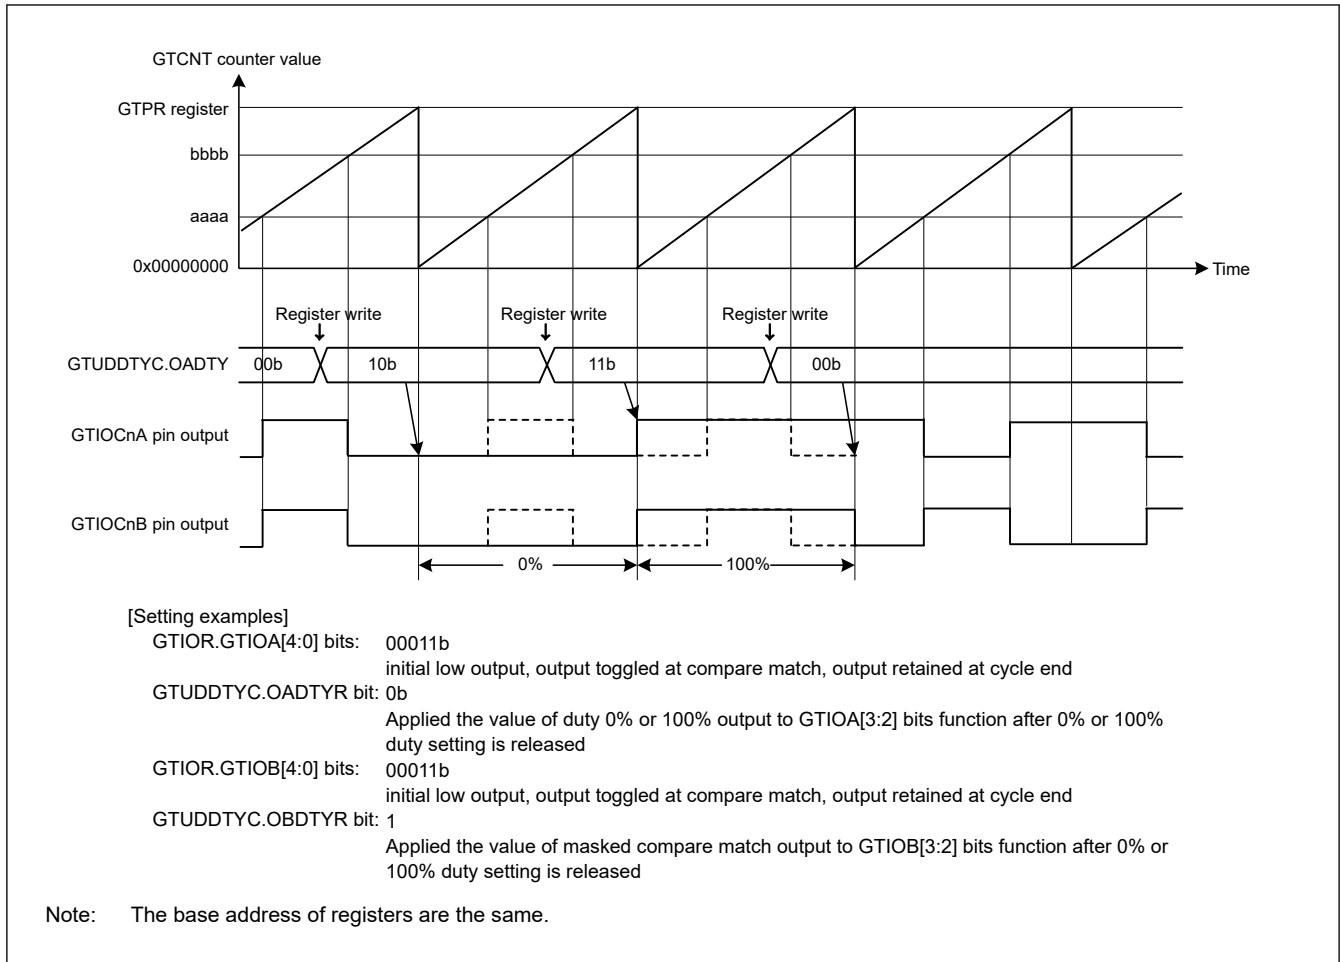 GTCNT counter value
GTPR register
bbbb
aaaa
0x00000000
Time
Register write Register write Register write
GTUDDTYC.OADTY 00b 10b 11b 00b
GTIOCnA pin output
GTIOCnB pin output
0% 100%
[Setting examples]
GTIOR.GTIOA[4:0] bits: 00011b
initial low output, output toggled at compare match, output retained at cycle end
GTUDDTYC.OADTYR bit: 0b
Applied the value of duty 0% or 100% output to GTIOA[3:2] bits function after 0% or 100%
duty setting is released
GTIOR.GTIOB[4:0] bits: 00011b
initial low output, output toggled at compare match, output retained at cycle end
GTUDDTYC.OBDTYR bit: 1
Applied the value of masked compare match output to GTIOB[3:2] bits function after 0% or
100% duty setting is released
Note: The base address of registers are the same.